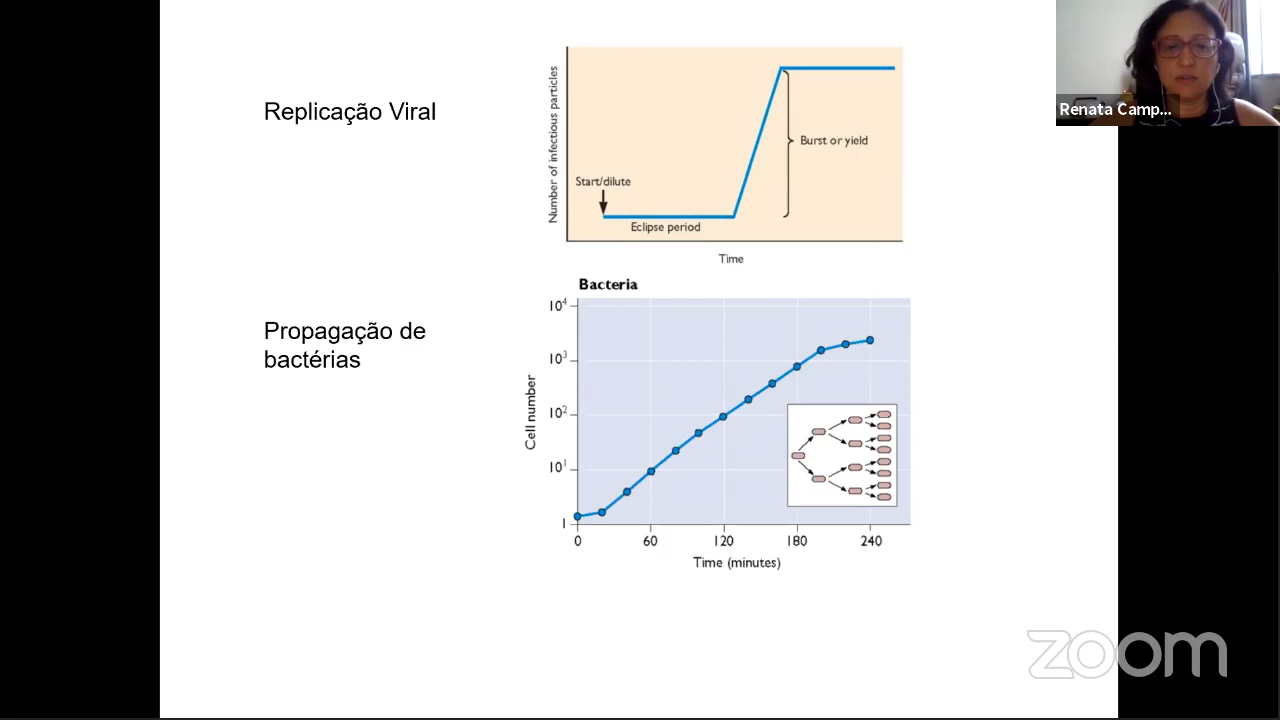 Replicação Viral
Number of infectious particles
Start/dilute
Eclipse period
Burst or yield
Time
Renata Camp...
Propagação de
bactérias
Bacteria
Cell number
10⁴
10³
10²
10¹
1
0 60 120 180 240
Time (minutes)
zoom